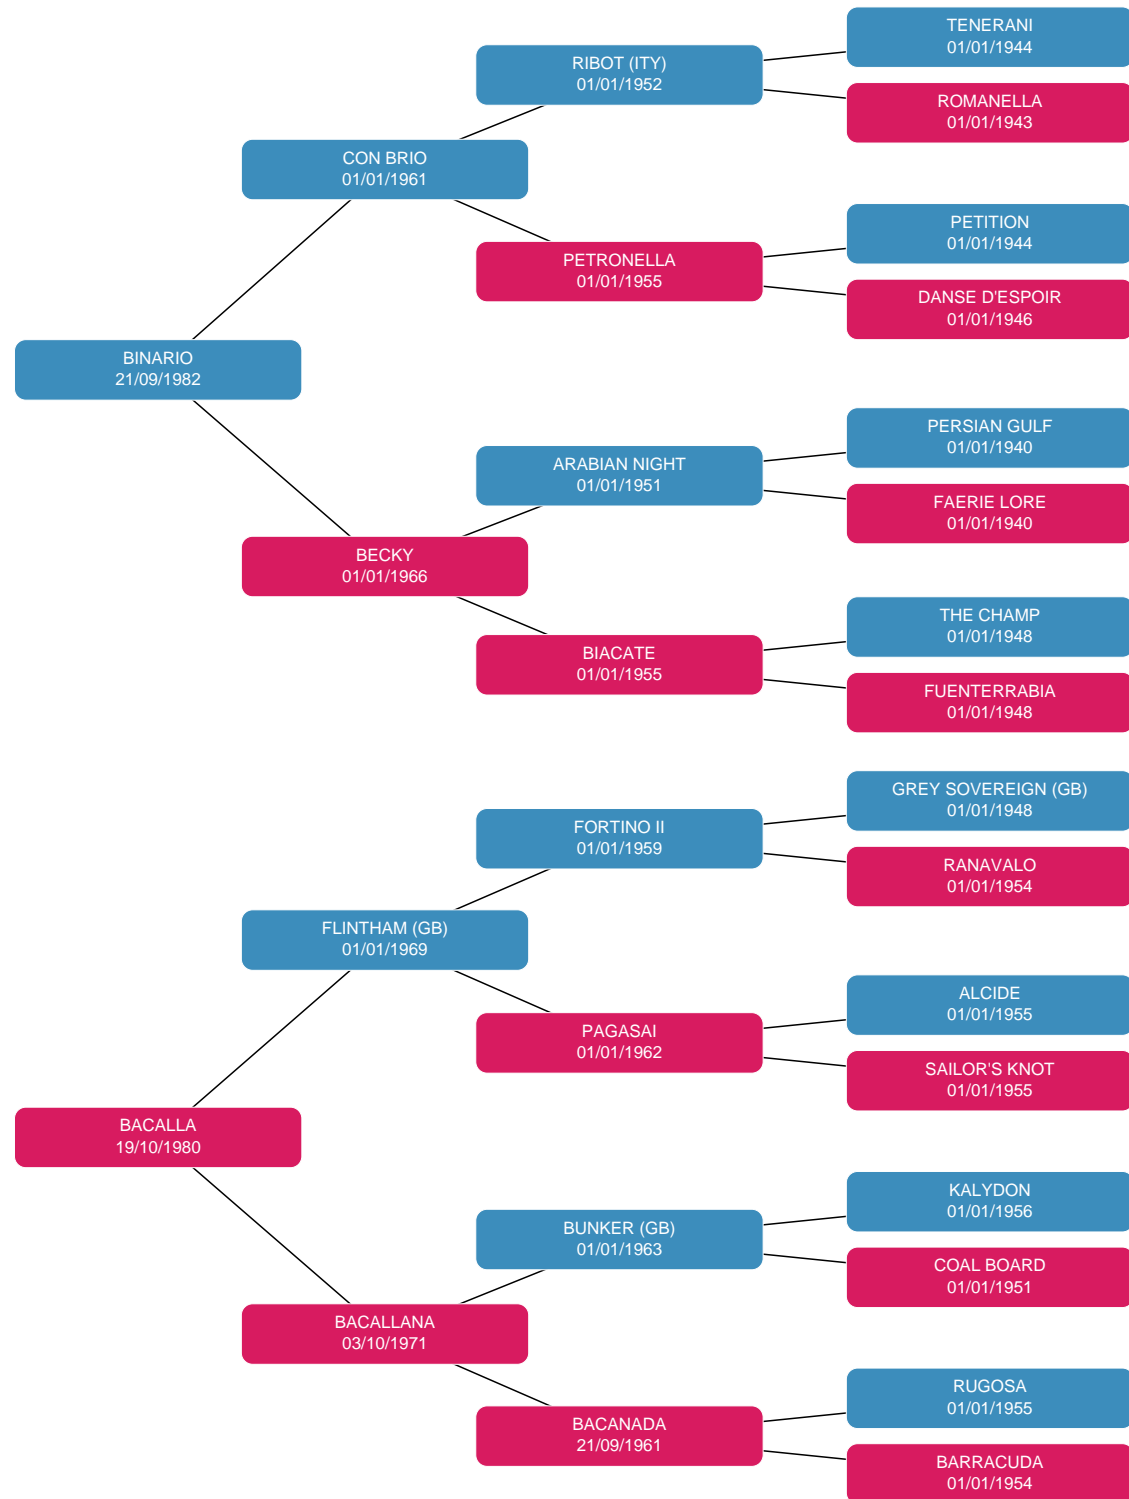 TENERANI
01/01/1944
RIBOT (ITY)
01/01/1952
ROMANELLA
01/01/1943
CON BRIO
01/01/1961
PETITION
01/01/1944
PETRONELLA
01/01/1955
DANSE D'ESPOIR
01/01/1946
BINARIO
21/09/1982
PERSIAN GULF
01/01/1940
ARABIAN NIGHT
01/01/1951
FAERIE LORE
01/01/1940
BECKY
01/01/1966
THE CHAMP
01/01/1948
BIACATE
01/01/1955
FUENTERRABIA
01/01/1948
GREY SOVEREIGN (GB)
01/01/1948
FORTINO II
01/01/1959
RANAVALO
01/01/1954
FLINTHAM (GB)
01/01/1969
ALCIDE
01/01/1955
PAGASAI
01/01/1962
SAILOR'S KNOT
01/01/1955
BACALLA
19/10/1980
KALYDON
01/01/1956
BUNKER (GB)
01/01/1963
COAL BOARD
01/01/1951
BACALLANA
03/10/1971
RUGOSA
01/01/1955
BACANADA
21/09/1961
BARRACUDA
01/01/1954